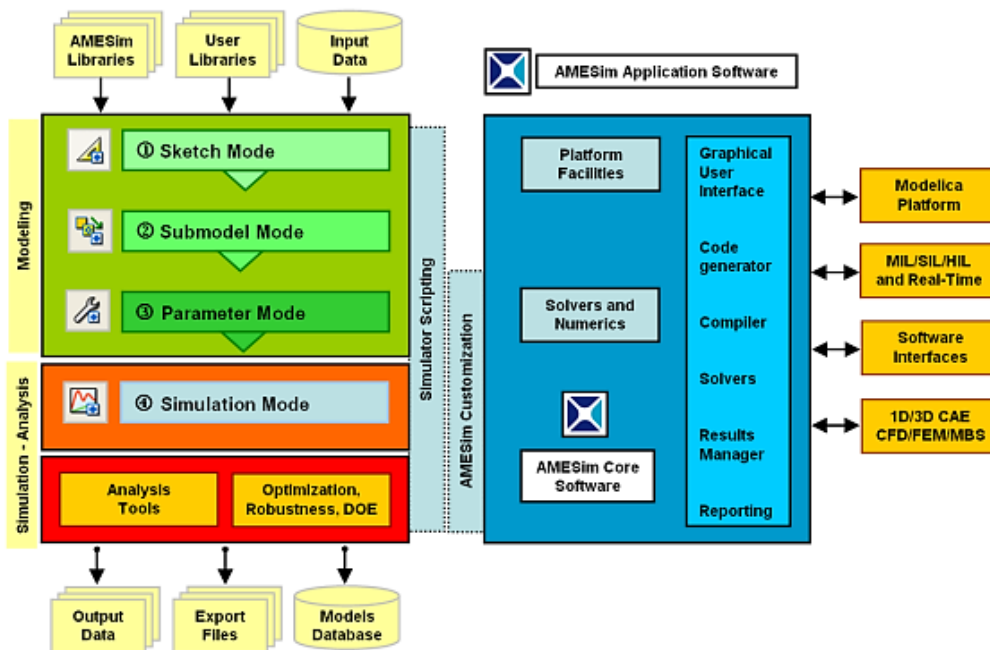 AMESim
Libraries
User
Libraries
Input
Data
AMESim Application Software
Modeling
① Sketch Mode
② Submodel Mode
③ Parameter Mode
Simulation - Analysis
④ Simulation Mode
Analysis
Tools
Optimization,
Robustness, DOE
Simulator Scripting
AMESim Customization
Platform
Facilities
Solvers and
Numerics
AMESim Core
Software
Graphical
User
Interface
Code
generator
Compiler
Solvers
Results
Manager
Reporting
Modelica
Platform
MIL/SIL/HIL
and Real-Time
Software
Interfaces
1D/3D CAE
CFD/FEM/MBS
Output
Data
Export
Files
Models
Database